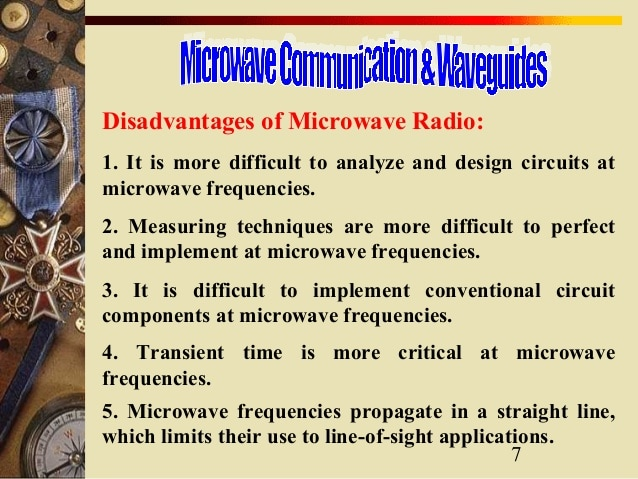 Microwave Communication & Waveguides
Disadvantages of Microwave Radio:
1. It is more difficult to analyze and design circuits at
microwave frequencies.
2. Measuring techniques are more difficult to perfect
and implement at microwave frequencies.
3. It is difficult to implement conventional circuit
components at microwave frequencies.
4. Transient time is more critical at microwave
frequencies.
5. Microwave frequencies propagate in a straight line,
which limits their use to line-of-sight applications.
7